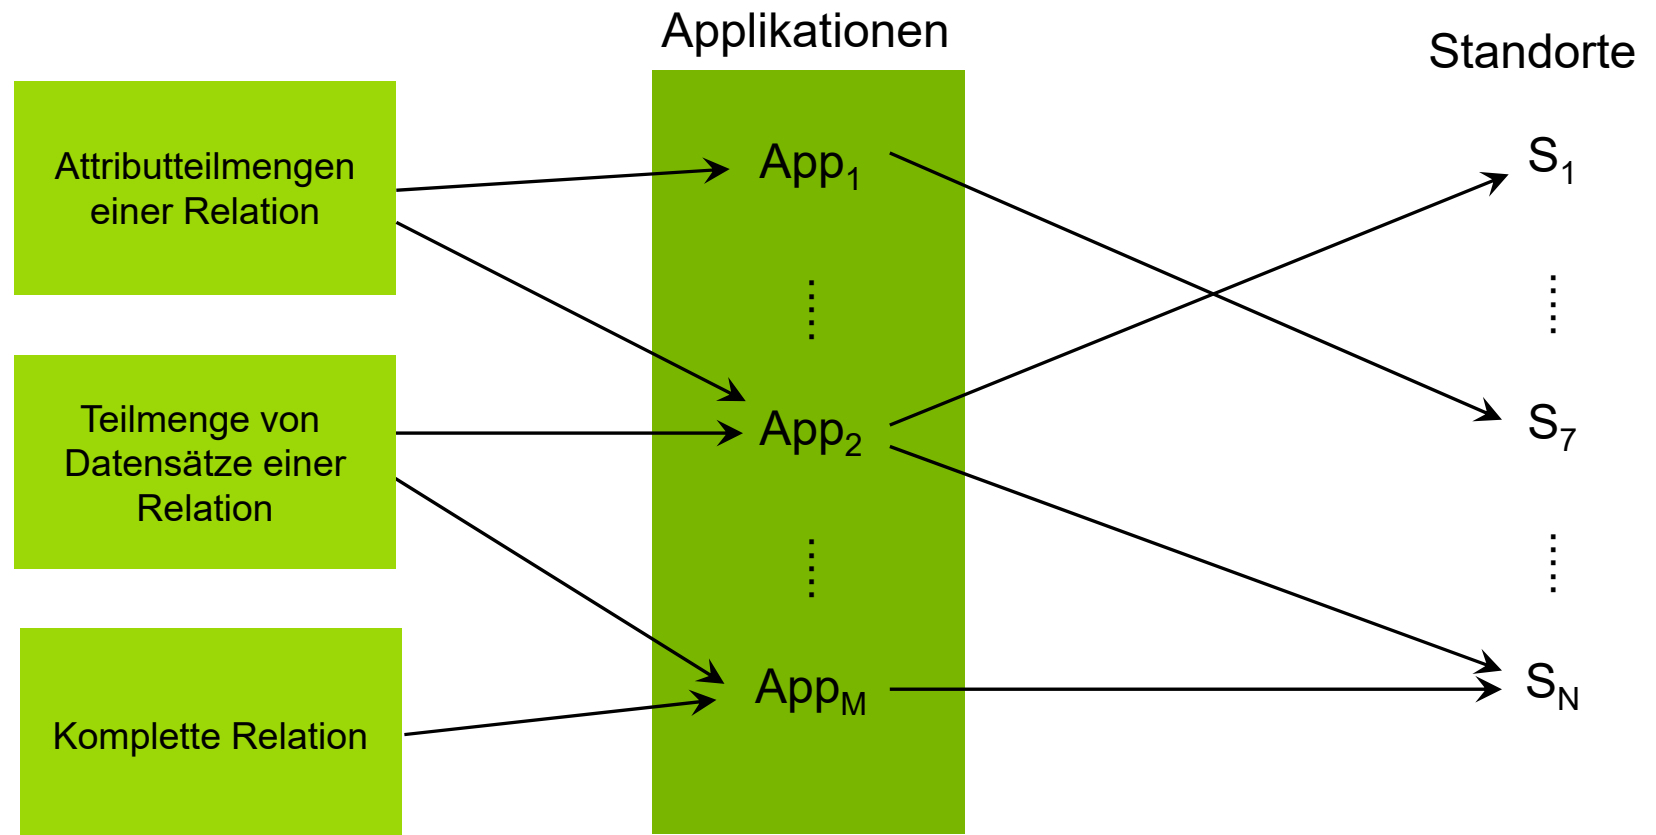 Applikationen
Standorte
Attributteilmengen
einer Relation
Teilmenge von
Datensätze einer
Relation
Komplette Relation
App1
App2
AppM
S1
S7
SN